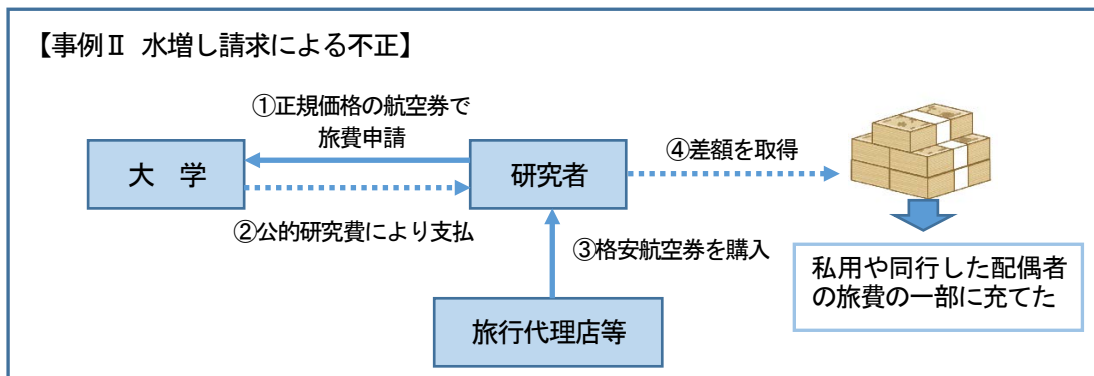 【事例Ⅱ 水増し請求による不正】
①正規価格の航空券で
旅費申請
大 学
研究者
④差額を取得
②公的研究費により支払
③格安航空券を購入
私用や同行した配偶者
の旅費の一部に充てた
旅行代理店等